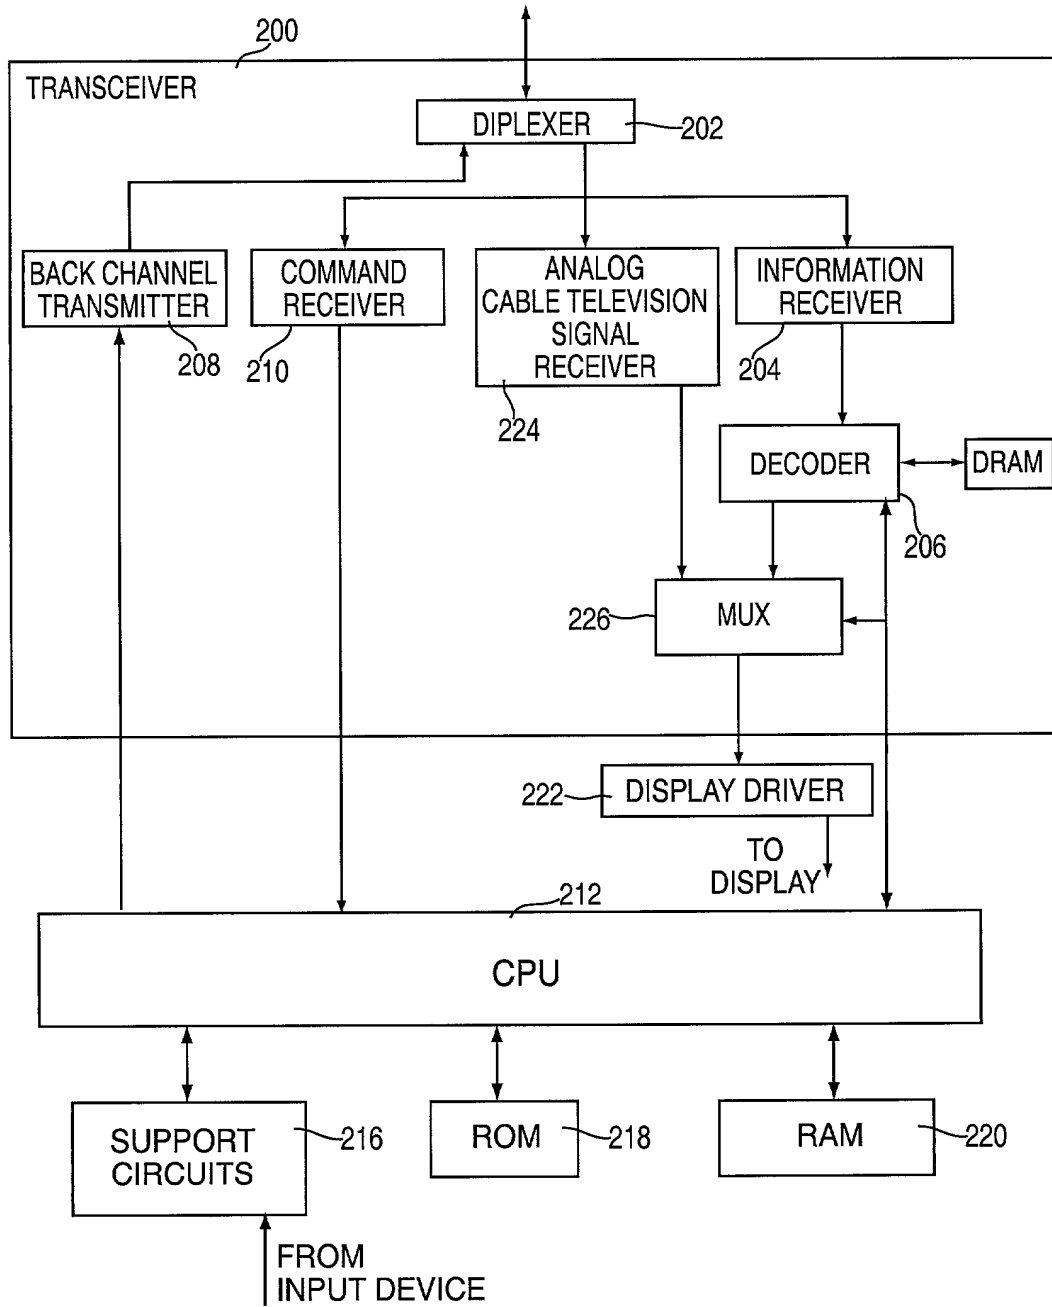 200
TRANSCEIVER
DIPLEXER
202
BACK CHANNEL
TRANSMITTER
208
COMMAND
RECEIVER
210
ANALOG
CABLE TELEVISION
SIGNAL
RECEIVER
224
INFORMATION
RECEIVER
204
DECODER
206
DRAM
MUX
226
DISPLAY DRIVER
222
TO
DISPLAY
212
CPU
SUPPORT
CIRCUITS
216
ROM
218
RAM
220
FROM
INPUT DEVICE